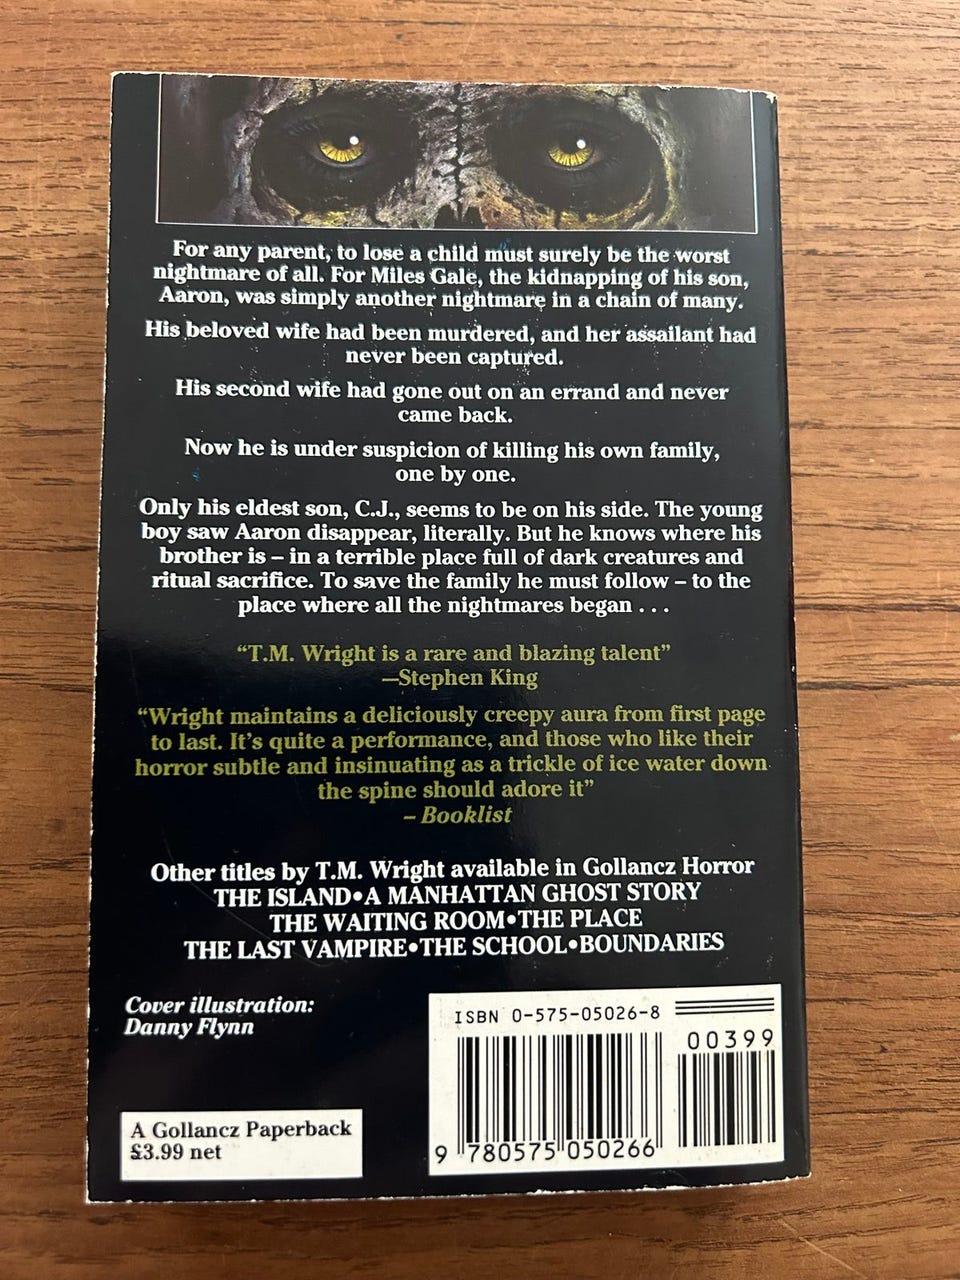 For any parent, to lose a child must surely be the worst
nightmare of all. For Miles Gale, the kidnapping of his son,
Aaron, was simply another nightmare in a chain of many.
His beloved wife had been murdered, and her assailant had
never been captured.
His second wife had gone out on an errand and never
came back.
Now he is under suspicion of killing his own family,
one by one.
Only his eldest son, C.J., seems to be on his side. The young
boy saw Aaron disappear, literally. But he knows where his
brother is – in a terrible place full of dark creatures and
ritual sacrifice. To save the family he must follow – to the
place where all the nightmares began . . .
“T.M. Wright is a rare and blazing talent”
—Stephen King
“Wright maintains a deliciously creepy aura from first page
to last. It’s quite a performance, and those who like their
horror subtle and insinuating as a trickle of ice water down
the spine should adore it”
– Booklist
Other titles by T.M. Wright available in Gollancz Horror
THE ISLAND•A MANHATTAN GHOST STORY
THE WAITING ROOM•THE PLACE
THE LAST VAMPIRE•THE SCHOOL•BOUNDARIES
Cover illustration:
Danny Flynn
A Gollancz Paperback
£3.99 net
ISBN 0-575-05026-8
00399
9 780575 050266